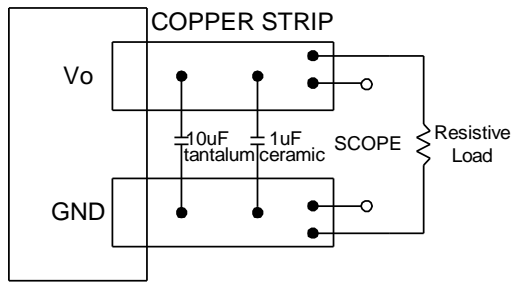 COPPER STRIP
Vo
10uF
tantalum
1uF
ceramic
SCOPE
Resistive
Load
GND